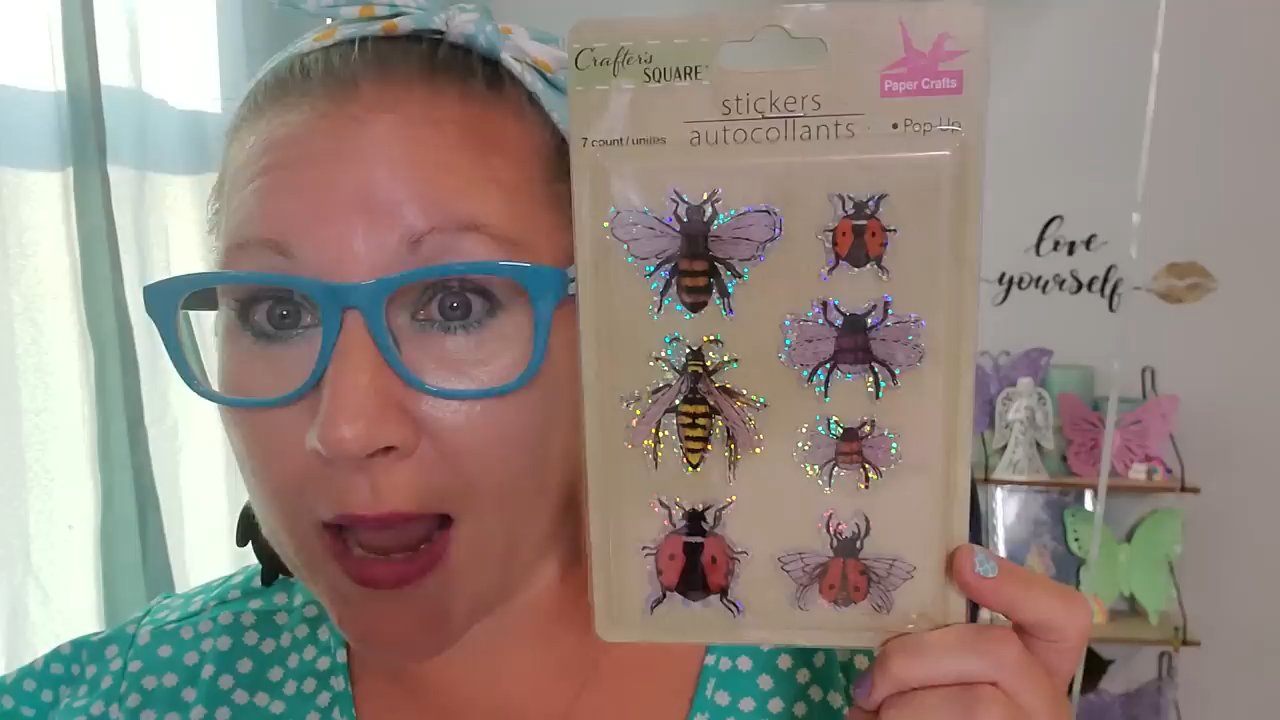 Crafter's
SQUARE
Paper Crafts
stickers
autocollants
• Pop-Up
7 count / unités
love
yourself